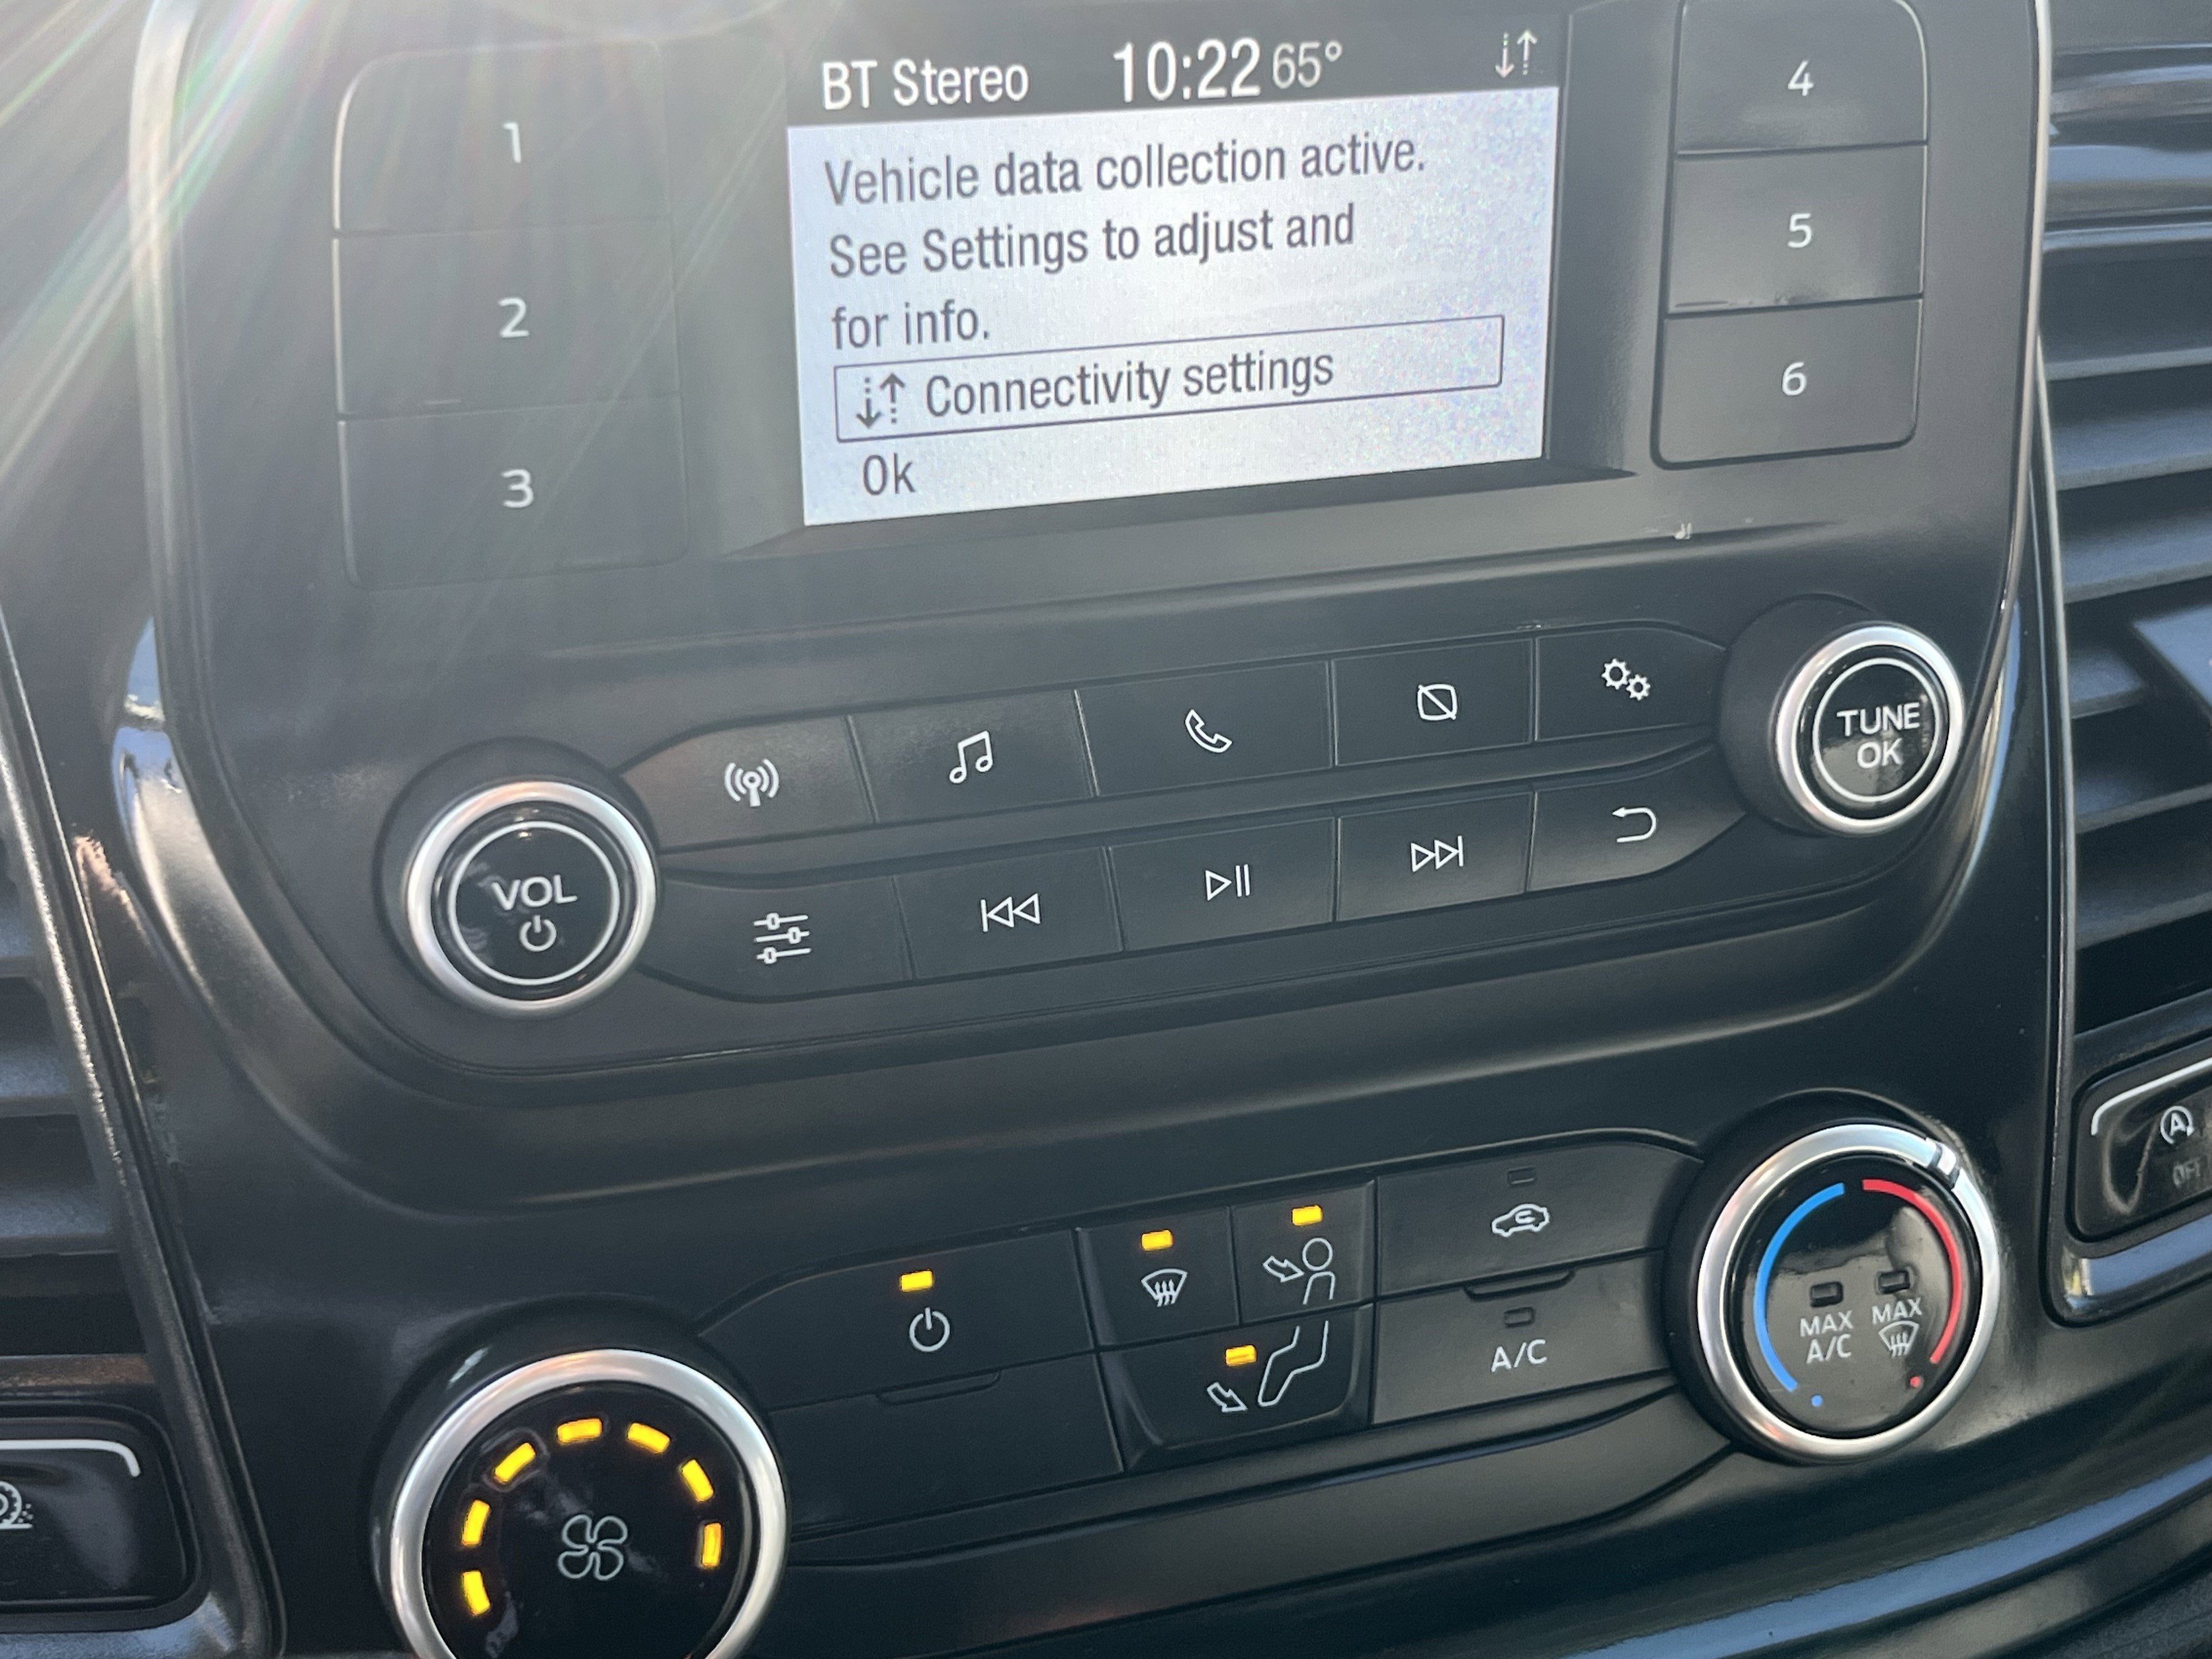 BT Stereo 10:22 65°
Vehicle data collection active.
See Settings to adjust and
for info.
Connectivity settings
Ok
1
2
3
4
5
6
VOL
TUNE
OK
A/C
MAX
A/C
MAX
A
OFF